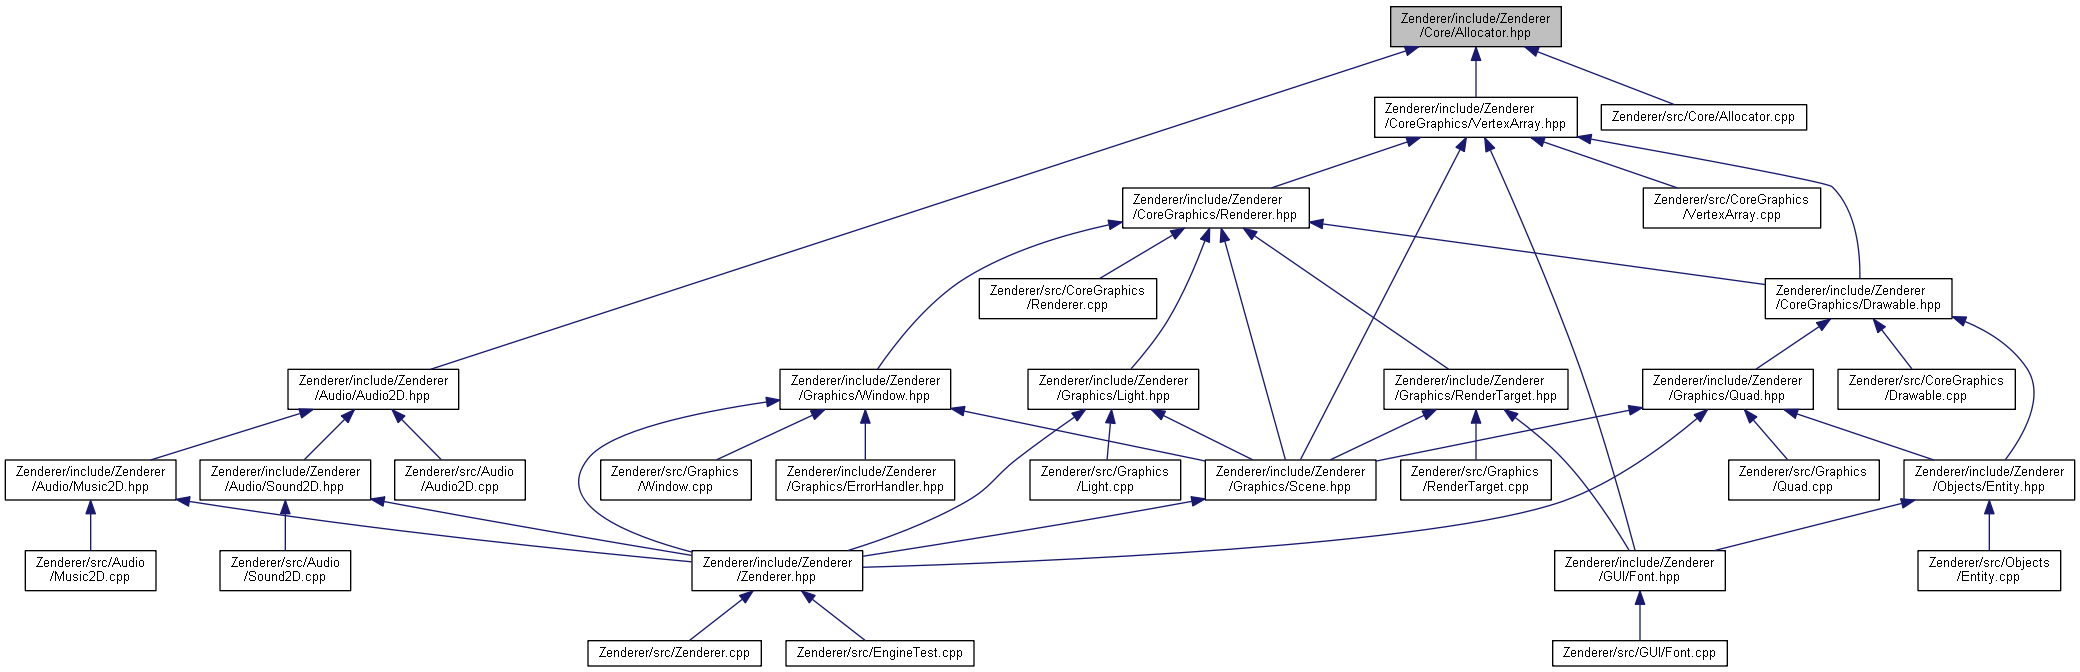 Zenderer/include/Zenderer
/Core/Allocator.hpp
Zenderer/include/Zenderer
/CoreGraphics/VertexArray.hpp
Zenderer/src/Core/Allocator.cpp
Zenderer/include/Zenderer
/CoreGraphics/Renderer.hpp
Zenderer/src/CoreGraphics
/VertexArray.cpp
Zenderer/src/CoreGraphics
/Renderer.cpp
Zenderer/include/Zenderer
/CoreGraphics/Drawable.hpp
Zenderer/include/Zenderer
/Audio/Audio2D.hpp
Zenderer/include/Zenderer
/Graphics/Window.hpp
Zenderer/include/Zenderer
/Graphics/Light.hpp
Zenderer/include/Zenderer
/Graphics/RenderTarget.hpp
Zenderer/include/Zenderer
/Graphics/Quad.hpp
Zenderer/src/CoreGraphics
/Drawable.cpp
Zenderer/include/Zenderer
/Audio/Music2D.hpp
Zenderer/include/Zenderer
/Audio/Sound2D.hpp
Zenderer/src/Audio
/Audio2D.cpp
Zenderer/src/Graphics
/Window.cpp
Zenderer/include/Zenderer
/Graphics/ErrorHandler.hpp
Zenderer/src/Graphics
/Light.cpp
Zenderer/include/Zenderer
/Graphics/Scene.hpp
Zenderer/src/Graphics
/RenderTarget.cpp
Zenderer/src/Graphics
/Quad.cpp
Zenderer/include/Zenderer
/Objects/Entity.hpp
Zenderer/src/Audio
/Music2D.cpp
Zenderer/src/Audio
/Sound2D.cpp
Zenderer/include/Zenderer
/Zenderer.hpp
Zenderer/include/Zenderer
/GUI/Font.hpp
Zenderer/src/Objects
/Entity.cpp
Zenderer/src/Zenderer.cpp
Zenderer/src/EngineTest.cpp
Zenderer/src/GUI/Font.cpp